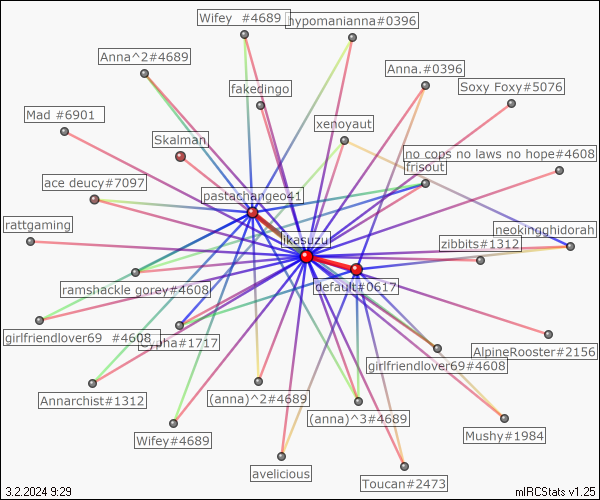 Wifey #4689
hypomanianna#0396
Anna^2#4689
Anna.#0396
fakedingo
Soxy Foxy#5076
Mad #6901
xenoyaut
Skalman
no cops no laws no hope#4608
frisout
ace deucy#7097
pastachangeo41
rattgaming
neokingghidorah
jkasuzu
zibbits#1312
ramshackle gorey#4608
default#0617
girlfriendlover69 #4608
#1717
AlpineRooster#2156
girlfriendlover69#4608
Annarchist#1312
(anna)^2#4689
(anna)^3#4689
Wifey#4689
Mushy#1984
avelicious
Toucan#2473
3.2.2024 9:29
mIRCStats v1.25